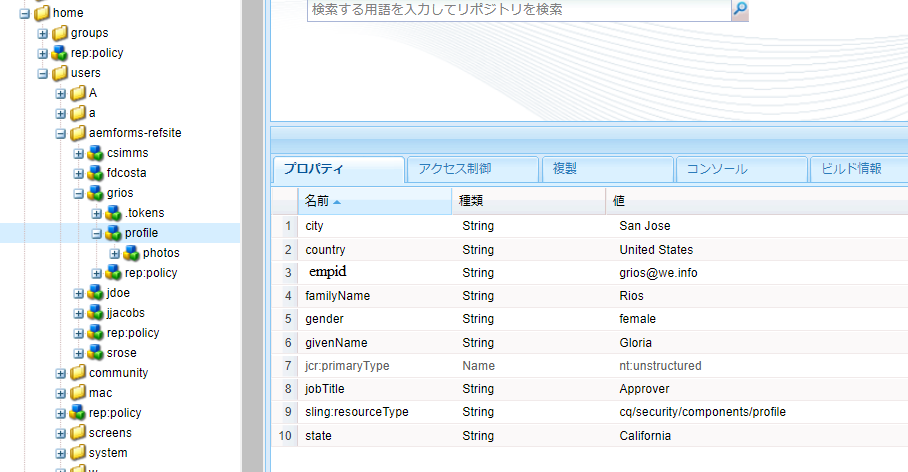 home
groups
rep:policy
users
A
a
aemforms-refsite
csimms
fdcosta
grios
.tokens
profile
photos
rep:policy
jdoe
jjacobs
rep:policy
srose
community
mac
rep:policy
screens
system
検索する用語を入力してリポジトリを検索
プロパティ アクセス制御 複製 コンソール ビルド情報
名前 種類 値
1 city String San Jose
2 country String United States
3 empid String grios@we.info
4 familyName String Rios
5 gender String female
6 givenName String Gloria
7 jcr:primaryType Name nt:unstructured
8 jobTitle String Approver
9 sling:resourceType String cq/security/components/profile
10 state String California